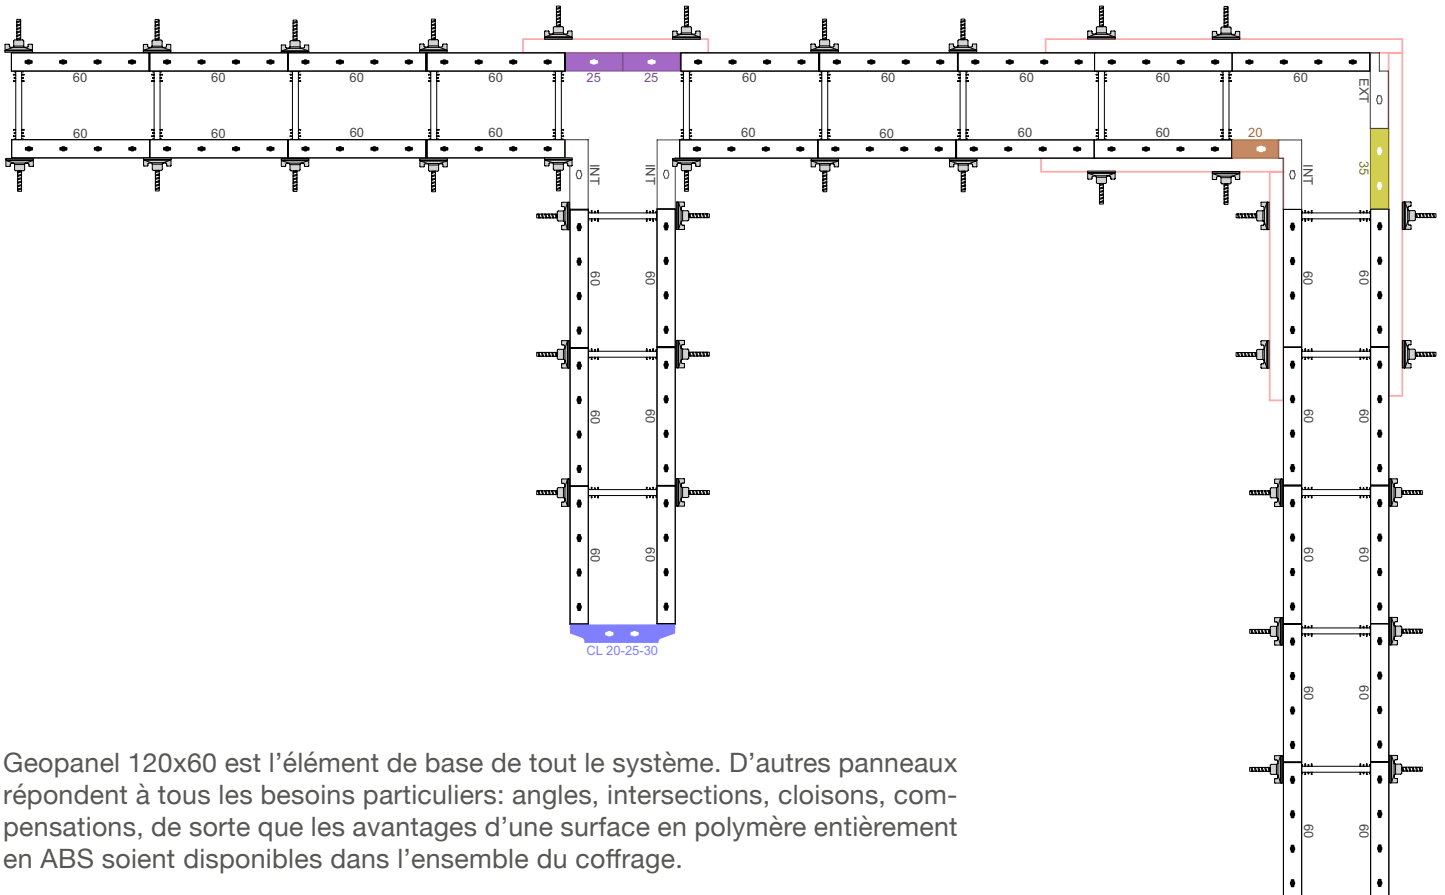 60 60 60 60 25 25 60 60 60 60 60
EXT
60 60 60 60 60 60 60 60 20
INT INT INT 35
60 60 60 60
60 60 60 60
60 60 60 60
CL 20-25-30
60 60
60 60
Geopanel 120x60 est l’élément de base de tout le système. D’autres panneaux
répondent à tous les besoins particuliers: angles, intersections, cloisons, com-
pensations, de sorte que les avantages d’une surface en polymère entièrement
en ABS soient disponibles dans l’ensemble du coffrage.